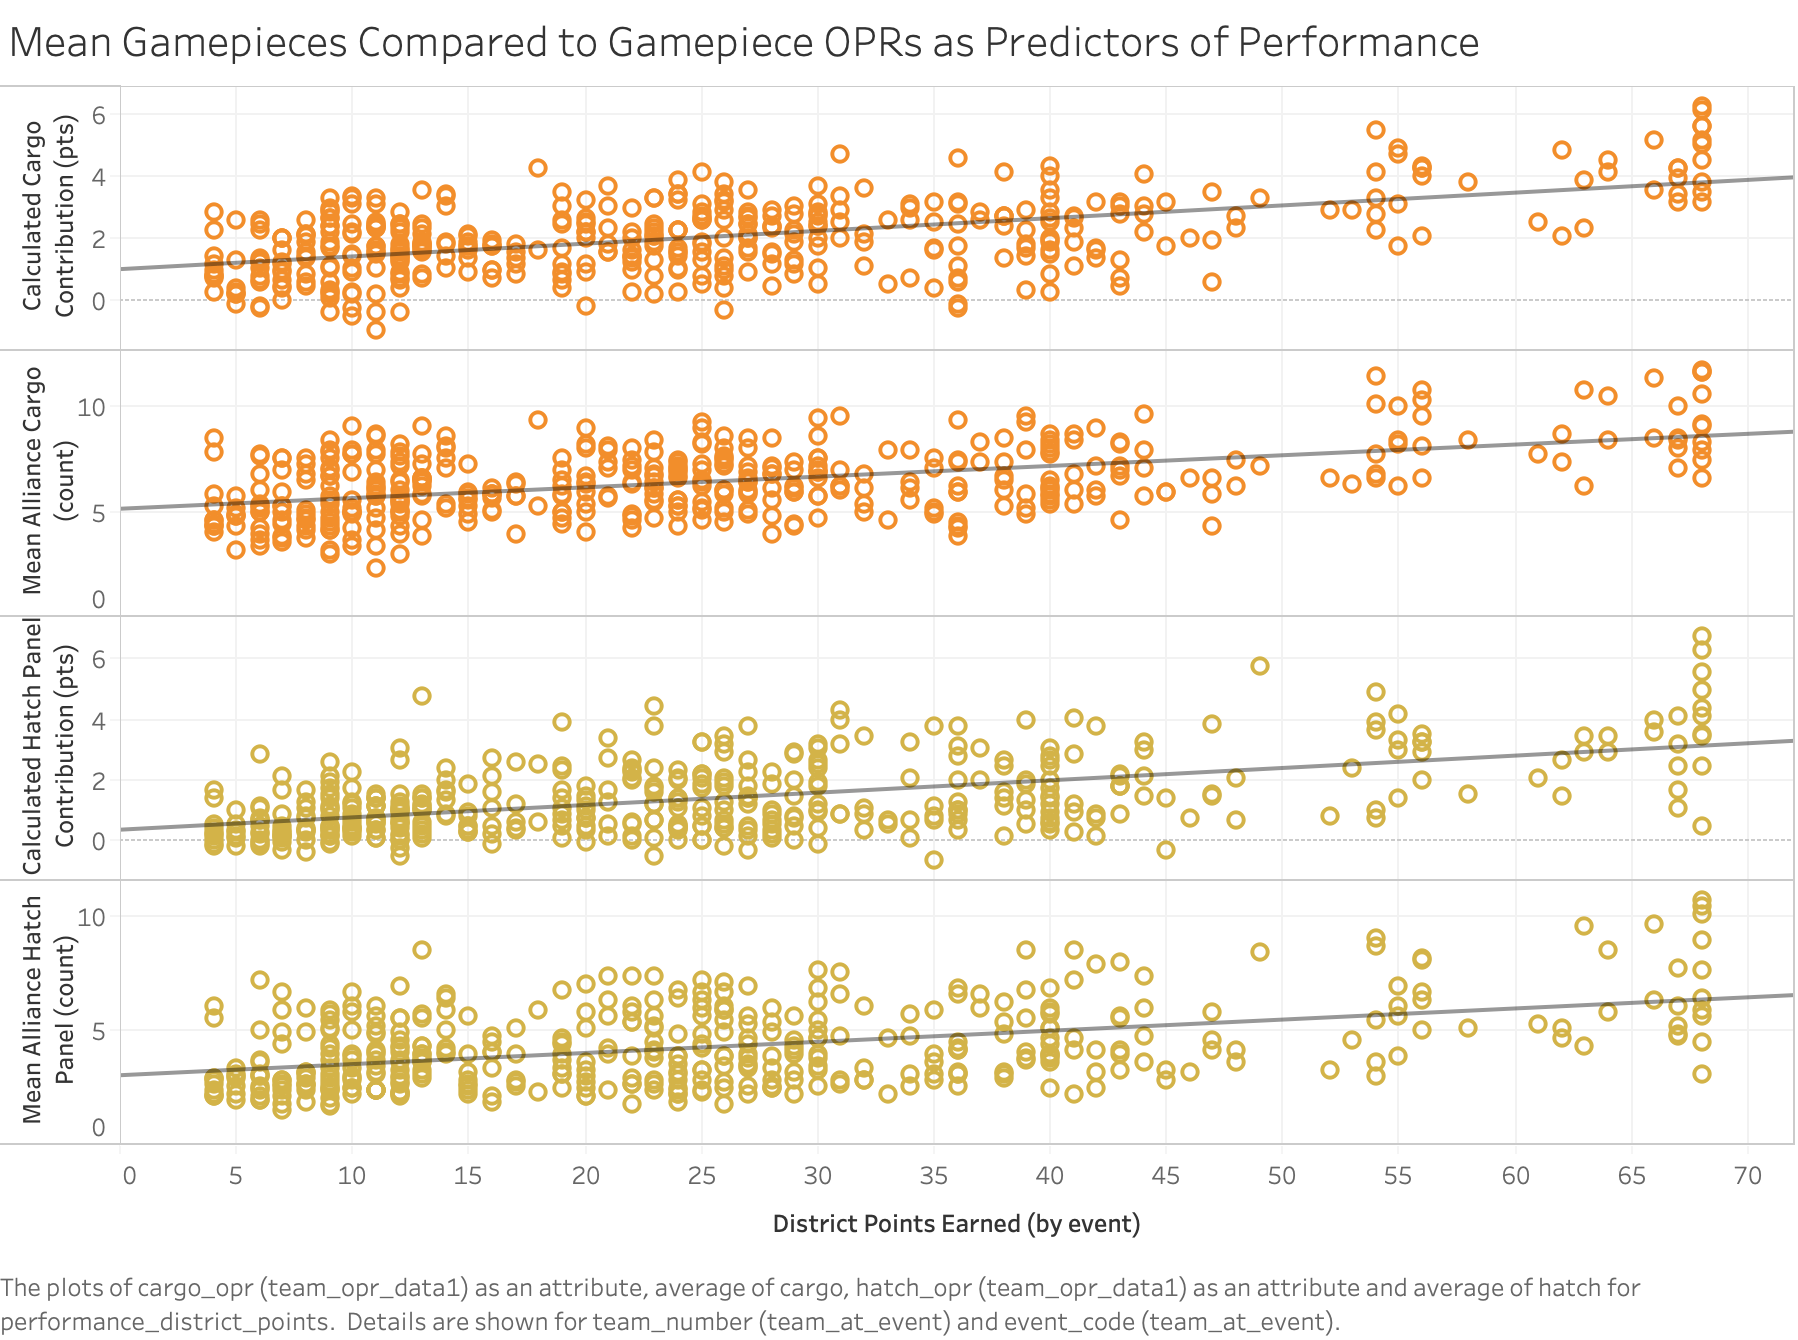 Mean Gamepieces Compared to Gamepiece OPRs as Predictors of Performance
Calculated Cargo
Contribution (pts)
6
4
2
0
Mean Alliance Cargo
(count)
10
5
0
Calculated Hatch Panel
Contribution (pts)
6
4
2
0
Mean Alliance Hatch
Panel (count)
10
5
0
0 5 10 15 20 25 30 35 40 45 50 55 60 65 70
District Points Earned (by event)
The plots of cargo_opr (team_opr_data1) as an attribute, average of cargo, hatch_opr (team_opr_data1) as an attribute and average of hatch for
performance_district_points. Details are shown for team_number (team_at_event) and event_code (team_at_event).